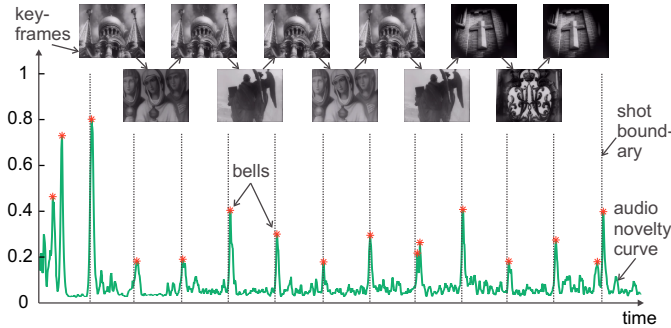 key-
frames
1
0.8
0.6
0.4
0.2
0
bells
shot
bound-
ary
audio
novelty
curve
time